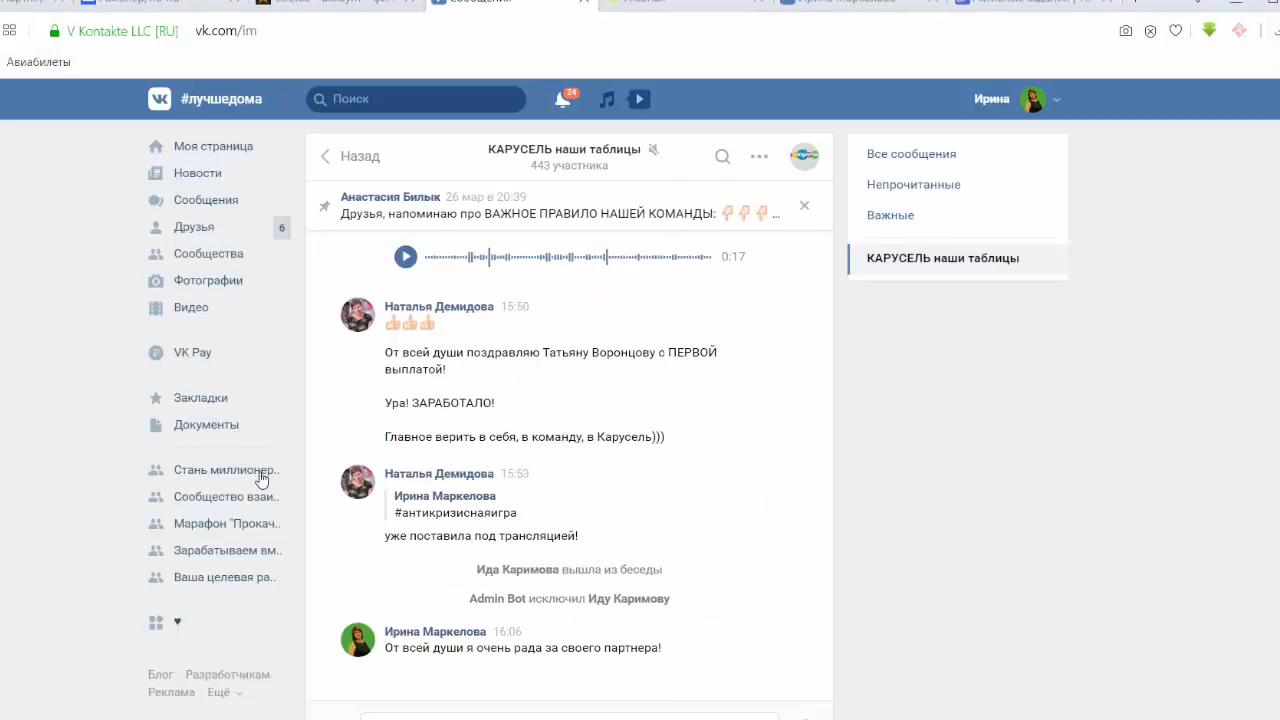 V Kontakte LLC [RU] vk.com/im
Авиабилеты
#лучшедома
Поиск
24
Ирина
Моя страница
Новости
Сообщения
Друзья
6
Сообщества
Фотографии
Видео
VK Pay
Закладки
Документы
Стань миллионер..
Сообщество взаи..
Марафон "Прокач..
Зарабатываем вм..
Ваша целевая ра..
Блог Разработчикам
Реклама Ещё
Назад
КАРУСЕЛЬ наши таблицы
443 участника
Анастасия Билык 26 мар в 20:39
Друзья, напоминаю про ВАЖНОЕ ПРАВИЛО НАШЕЙ КОМАНДЫ: 👇🏻👇🏻👇🏻 ...
0:17
Наталья Демидова 15:50
👍🏻👍🏻👍🏻
От всей души поздравляю Татьяну Воронцову с ПЕРВОЙ
выплатой!
Ура! ЗАРАБОТАЛО!
Главное верить в себя, в команду, в Карусель)))
Наталья Демидова 15:53
Ирина Маркелова
#антикризиснаяигра
уже поставила под трансляцией!
Ида Каримова вышла из беседы
Admin Bot исключил Иду Каримову
Ирина Маркелова 16:06
От всей души я очень рада за своего партнера!
Все сообщения
Непрочитанные
Важные
КАРУСЕЛЬ наши таблицы